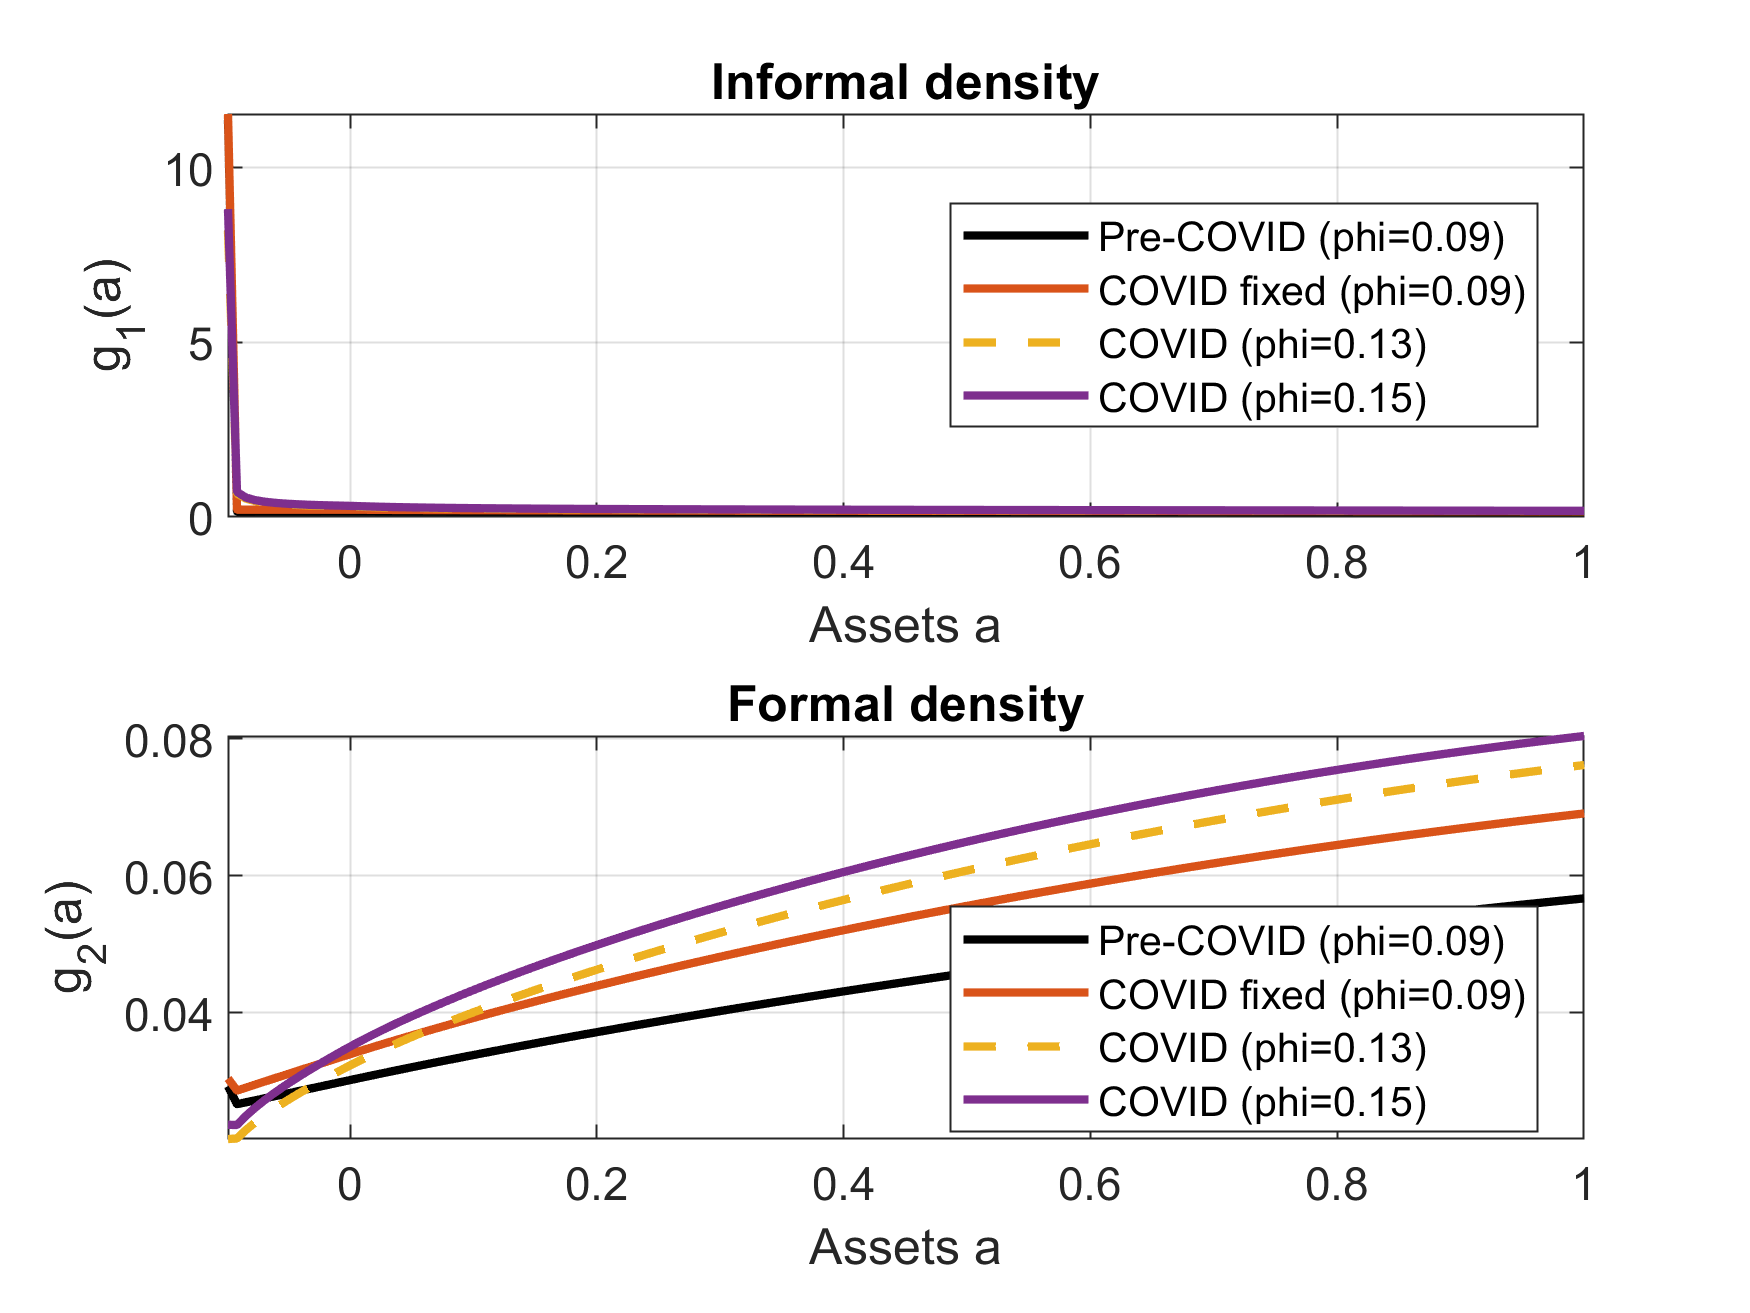 Informal density
g1(a)
10
5
0
Pre-COVID (phi=0.09)
COVID fixed (phi=0.09)
COVID (phi=0.13)
COVID (phi=0.15)
0 0.2 0.4 0.6 0.8 1
Assets a
Formal density
g2(a)
0.08
0.06
0.04
Pre-COVID (phi=0.09)
COVID fixed (phi=0.09)
COVID (phi=0.13)
COVID (phi=0.15)
0 0.2 0.4 0.6 0.8 1
Assets a